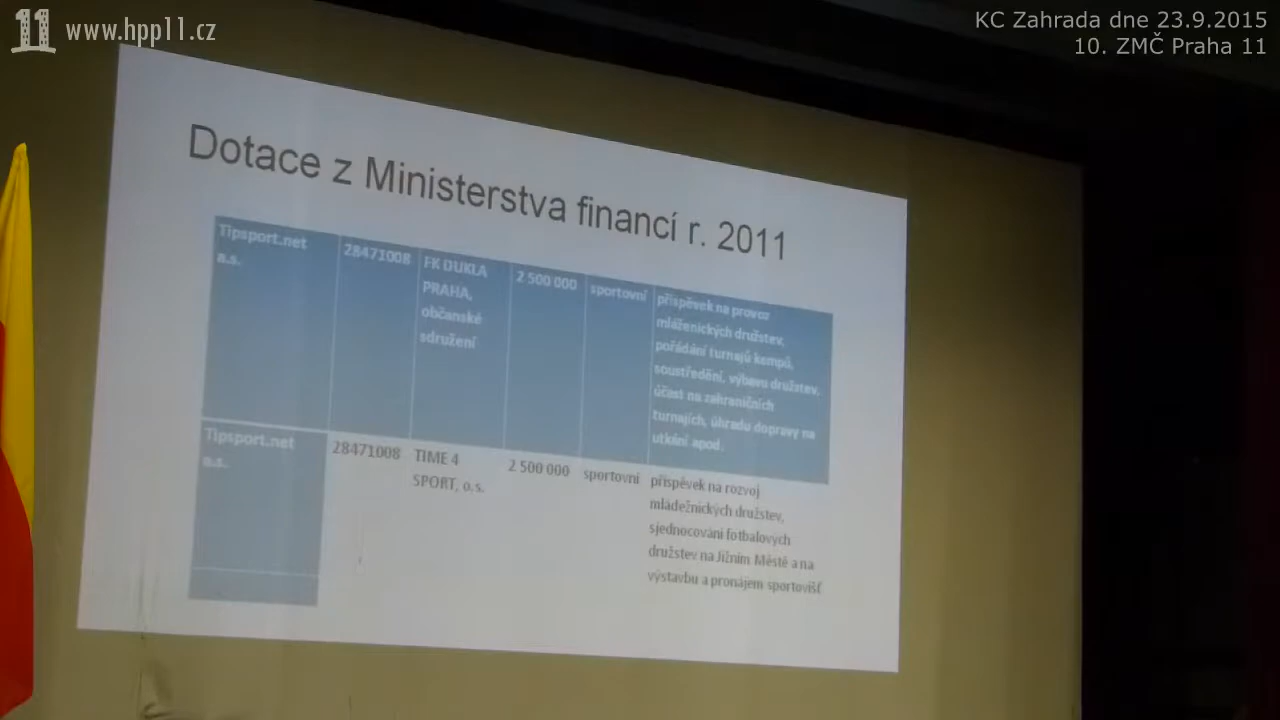 11 www.hpp11.cz
KC Zahrada dne 23.9.2015
10. ZMČ Praha 11
Dotace z Ministerstva financí r. 2011
Tipsport.net
a.s.
28471008
FK DUKLA
PRAHA,
občanské
sdružení
2 500 000
sportovní
příspěvek na provoz
mláženických družstev,
pořádání turnajů kempů,
soustředění, výbavu družstev,
účast na zahraničních
turnajích, úhradu dopravy na
utkání apod.
Tipsport.net
a.s.
28471008
TIME 4
SPORT, o.s.
2 500 000
sportovní
příspěvek na rozvoj
mládežnických družstev,
sjednocování fotbalových
družstev na Jižním Městě a na
výstavbu a pronájem sportovišť